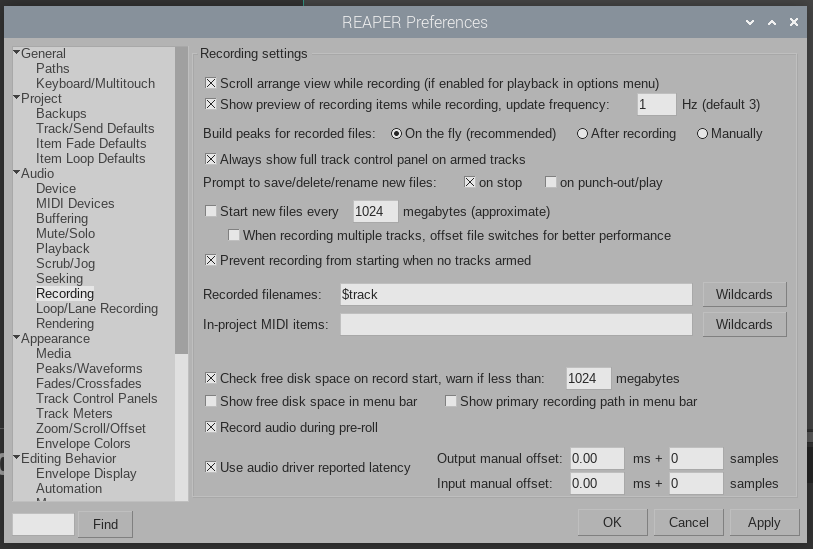 REAPER Preferences
General
Paths
Keyboard/Multitouch
Project
Backups
Track/Send Defaults
Item Fade Defaults
Item Loop Defaults
Audio
Device
MIDI Devices
Buffering
Mute/Solo
Playback
Scrub/Jog
Seeking
Recording
Loop/Lane Recording
Rendering
Appearance
Media
Peaks/Waveforms
Fades/Crossfades
Track Control Panels
Track Meters
Zoom/Scroll/Offset
Envelope Colors
Editing Behavior
Envelope Display
Automation
Find
Recording settings
Scroll arrange view while recording (if enabled for playback in options menu)
Show preview of recording items while recording, update frequency: 1 Hz (default 3)
Build peaks for recorded files: On the fly (recommended) After recording Manually
Always show full track control panel on armed tracks
Prompt to save/delete/rename new files: on stop on punch-out/play
Start new files every 1024 megabytes (approximate)
When recording multiple tracks, offset file switches for better performance
Prevent recording from starting when no tracks armed
Recorded filenames: $track Wildcards
In-project MIDI items: Wildcards
Check free disk space on record start, warn if less than: 1024 megabytes
Show free disk space in menu bar Show primary recording path in menu bar
Record audio during pre-roll
Use audio driver reported latency
Output manual offset: 0.00 ms + 0 samples
Input manual offset: 0.00 ms + 0 samples
OK Cancel Apply